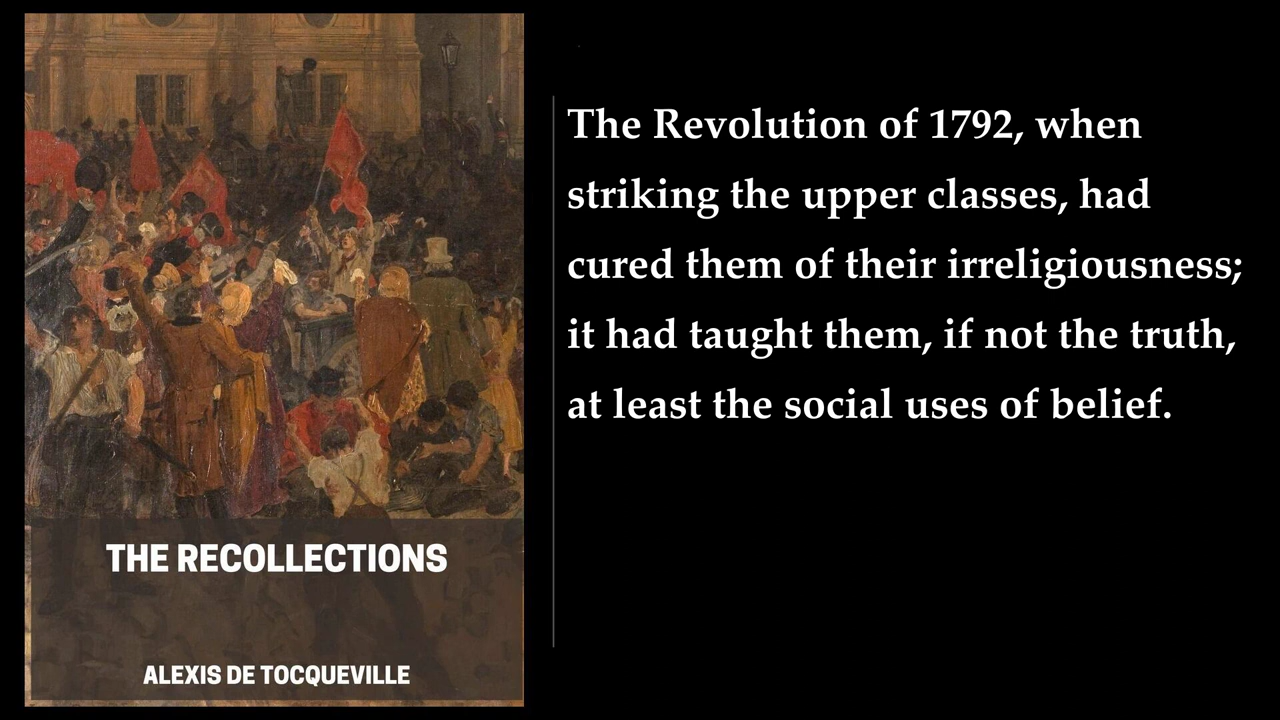 The Revolution of 1792, when
striking the upper classes, had
cured them of their irreligiousness;
it had taught them, if not the truth,
at least the social uses of belief.
THE RECOLLECTIONS
ALEXIS DE TOCQUEVILLE